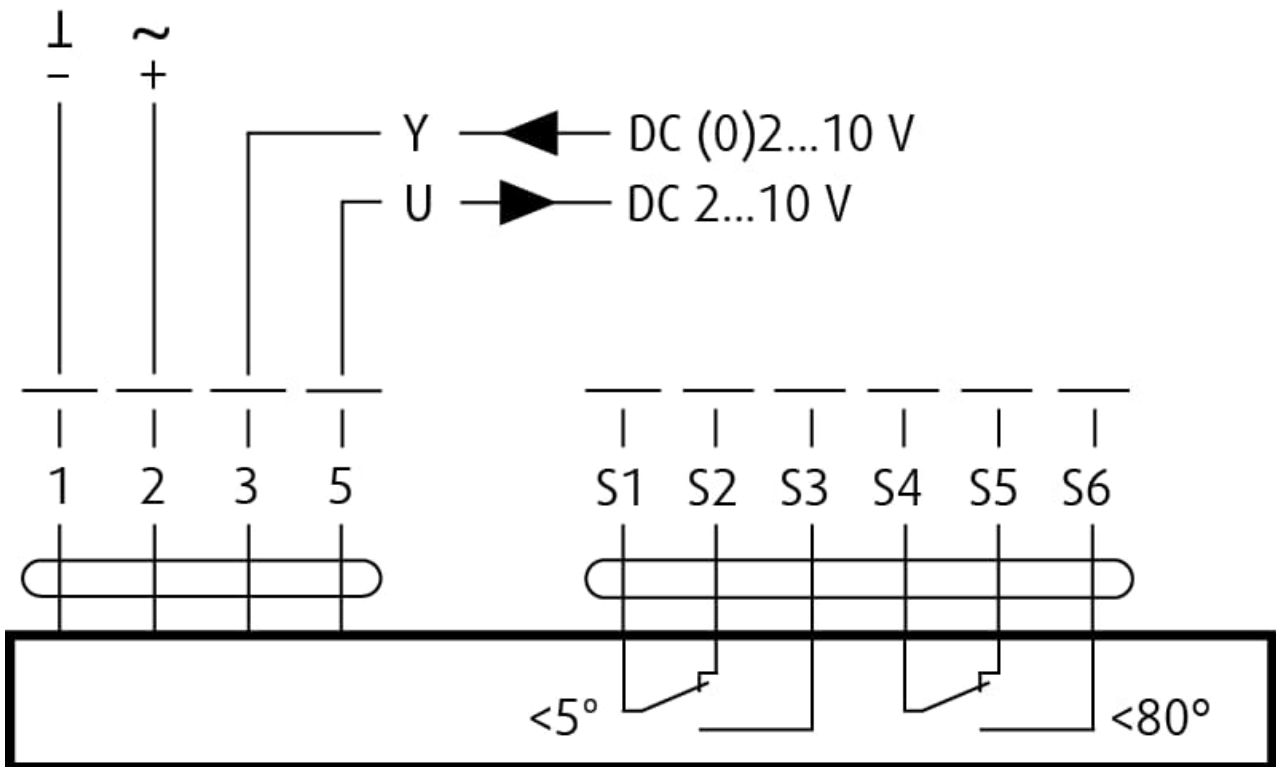 ⊥ ~
− +
Y DC (0)2...10 V
U DC 2...10 V
1 2 3 5 S1 S2 S3 S4 S5 S6
<5° <80°